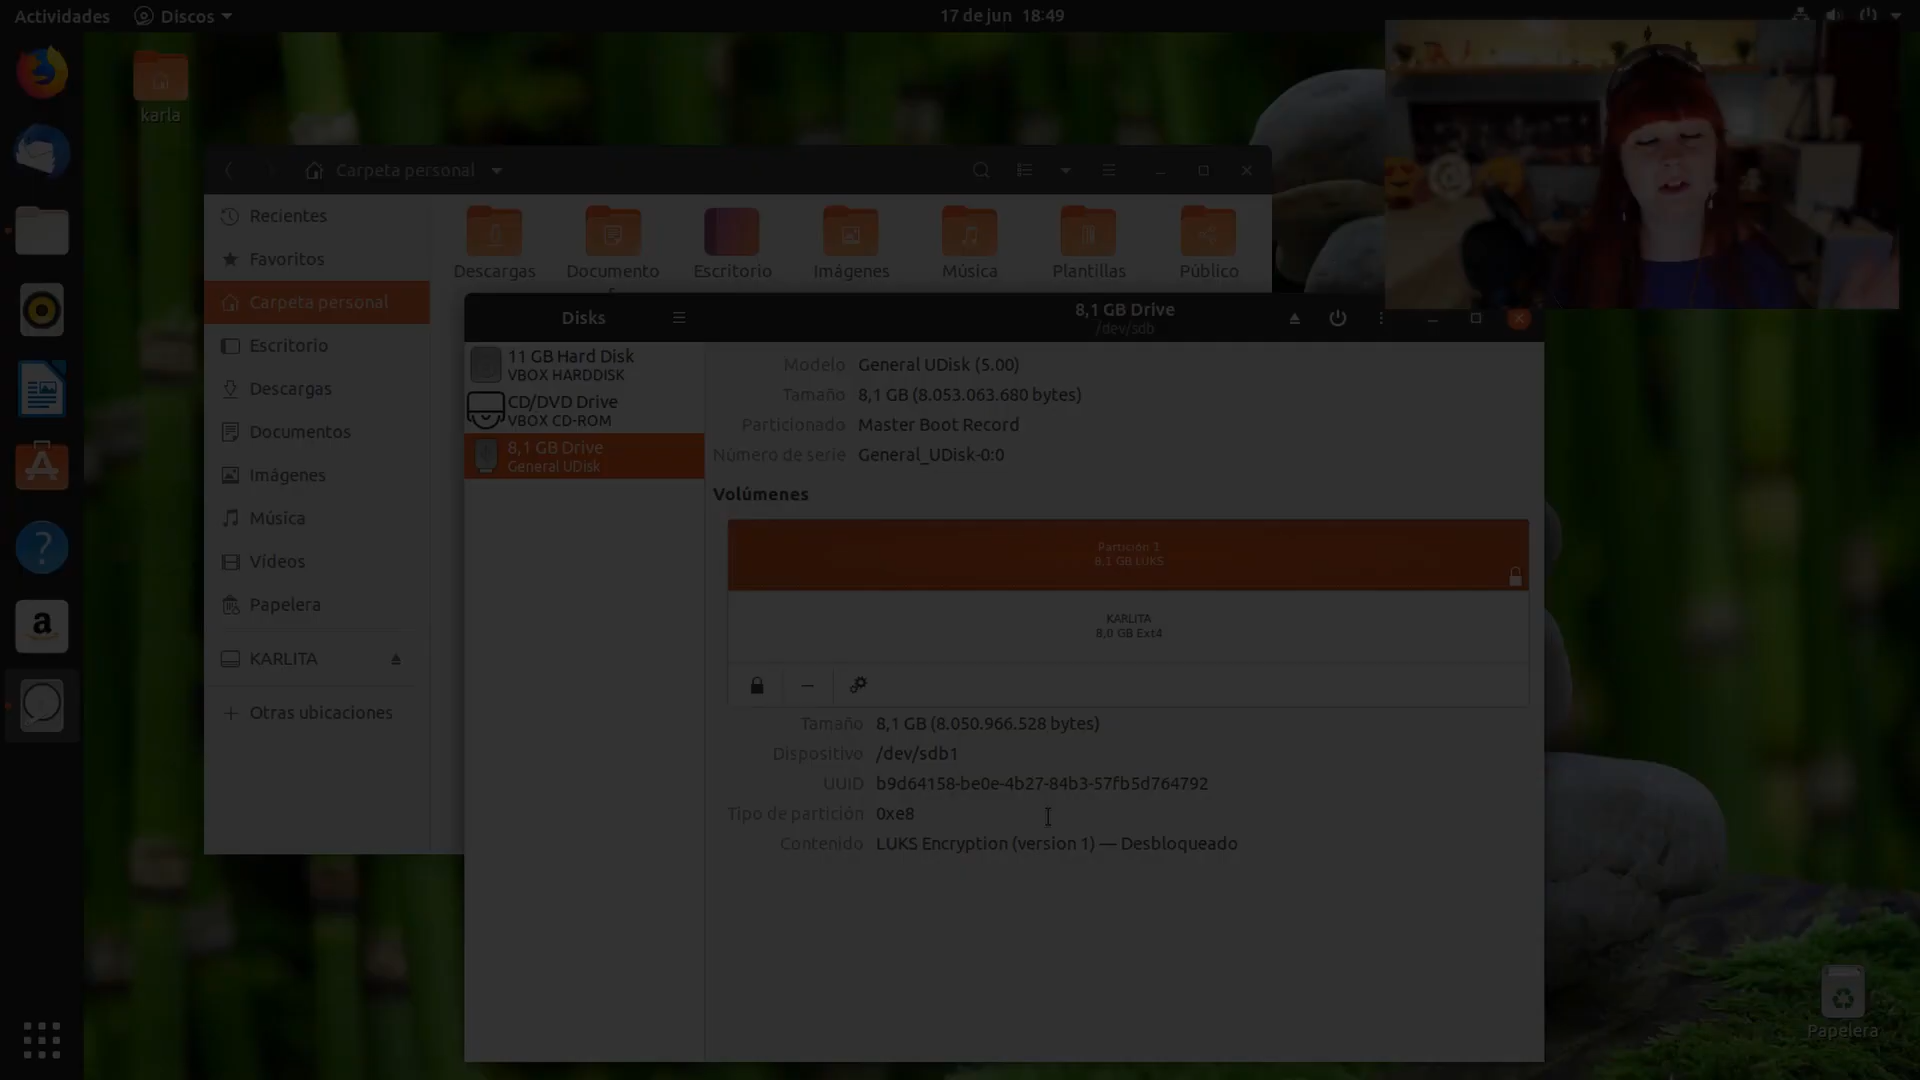 Actividades
Discos
17 de jun 18:49
karla
Carpeta personal
Recientes
Favoritos
Carpeta personal
Escritorio
Descargas
Documentos
Imágenes
Música
Vídeos
Papelera
KARLITA
Otras ubicaciones
Descargas
Documento
s
Escritorio
Imágenes
Música
Plantillas
Público
Disks
8,1 GB Drive
/dev/sdb
11 GB Hard Disk
VBOX HARDDISK
CD/DVD Drive
VBOX CD-ROM
8,1 GB Drive
General UDisk
Modelo General UDisk (5.00)
Tamaño 8,1 GB (8.053.063.680 bytes)
Particionado Master Boot Record
Número de serie General_UDisk-0:0
Volúmenes
Partición 1
8,1 GB LUKS
KARLITA
8,0 GB Ext4
Tamaño 8,1 GB (8.050.966.528 bytes)
Dispositivo /dev/sdb1
UUID b9d64158-be0e-4b27-84b3-57fb5d764792
Tipo de partición 0xe8
Contenido LUKS Encryption (version 1) — Desbloqueado
Papelera